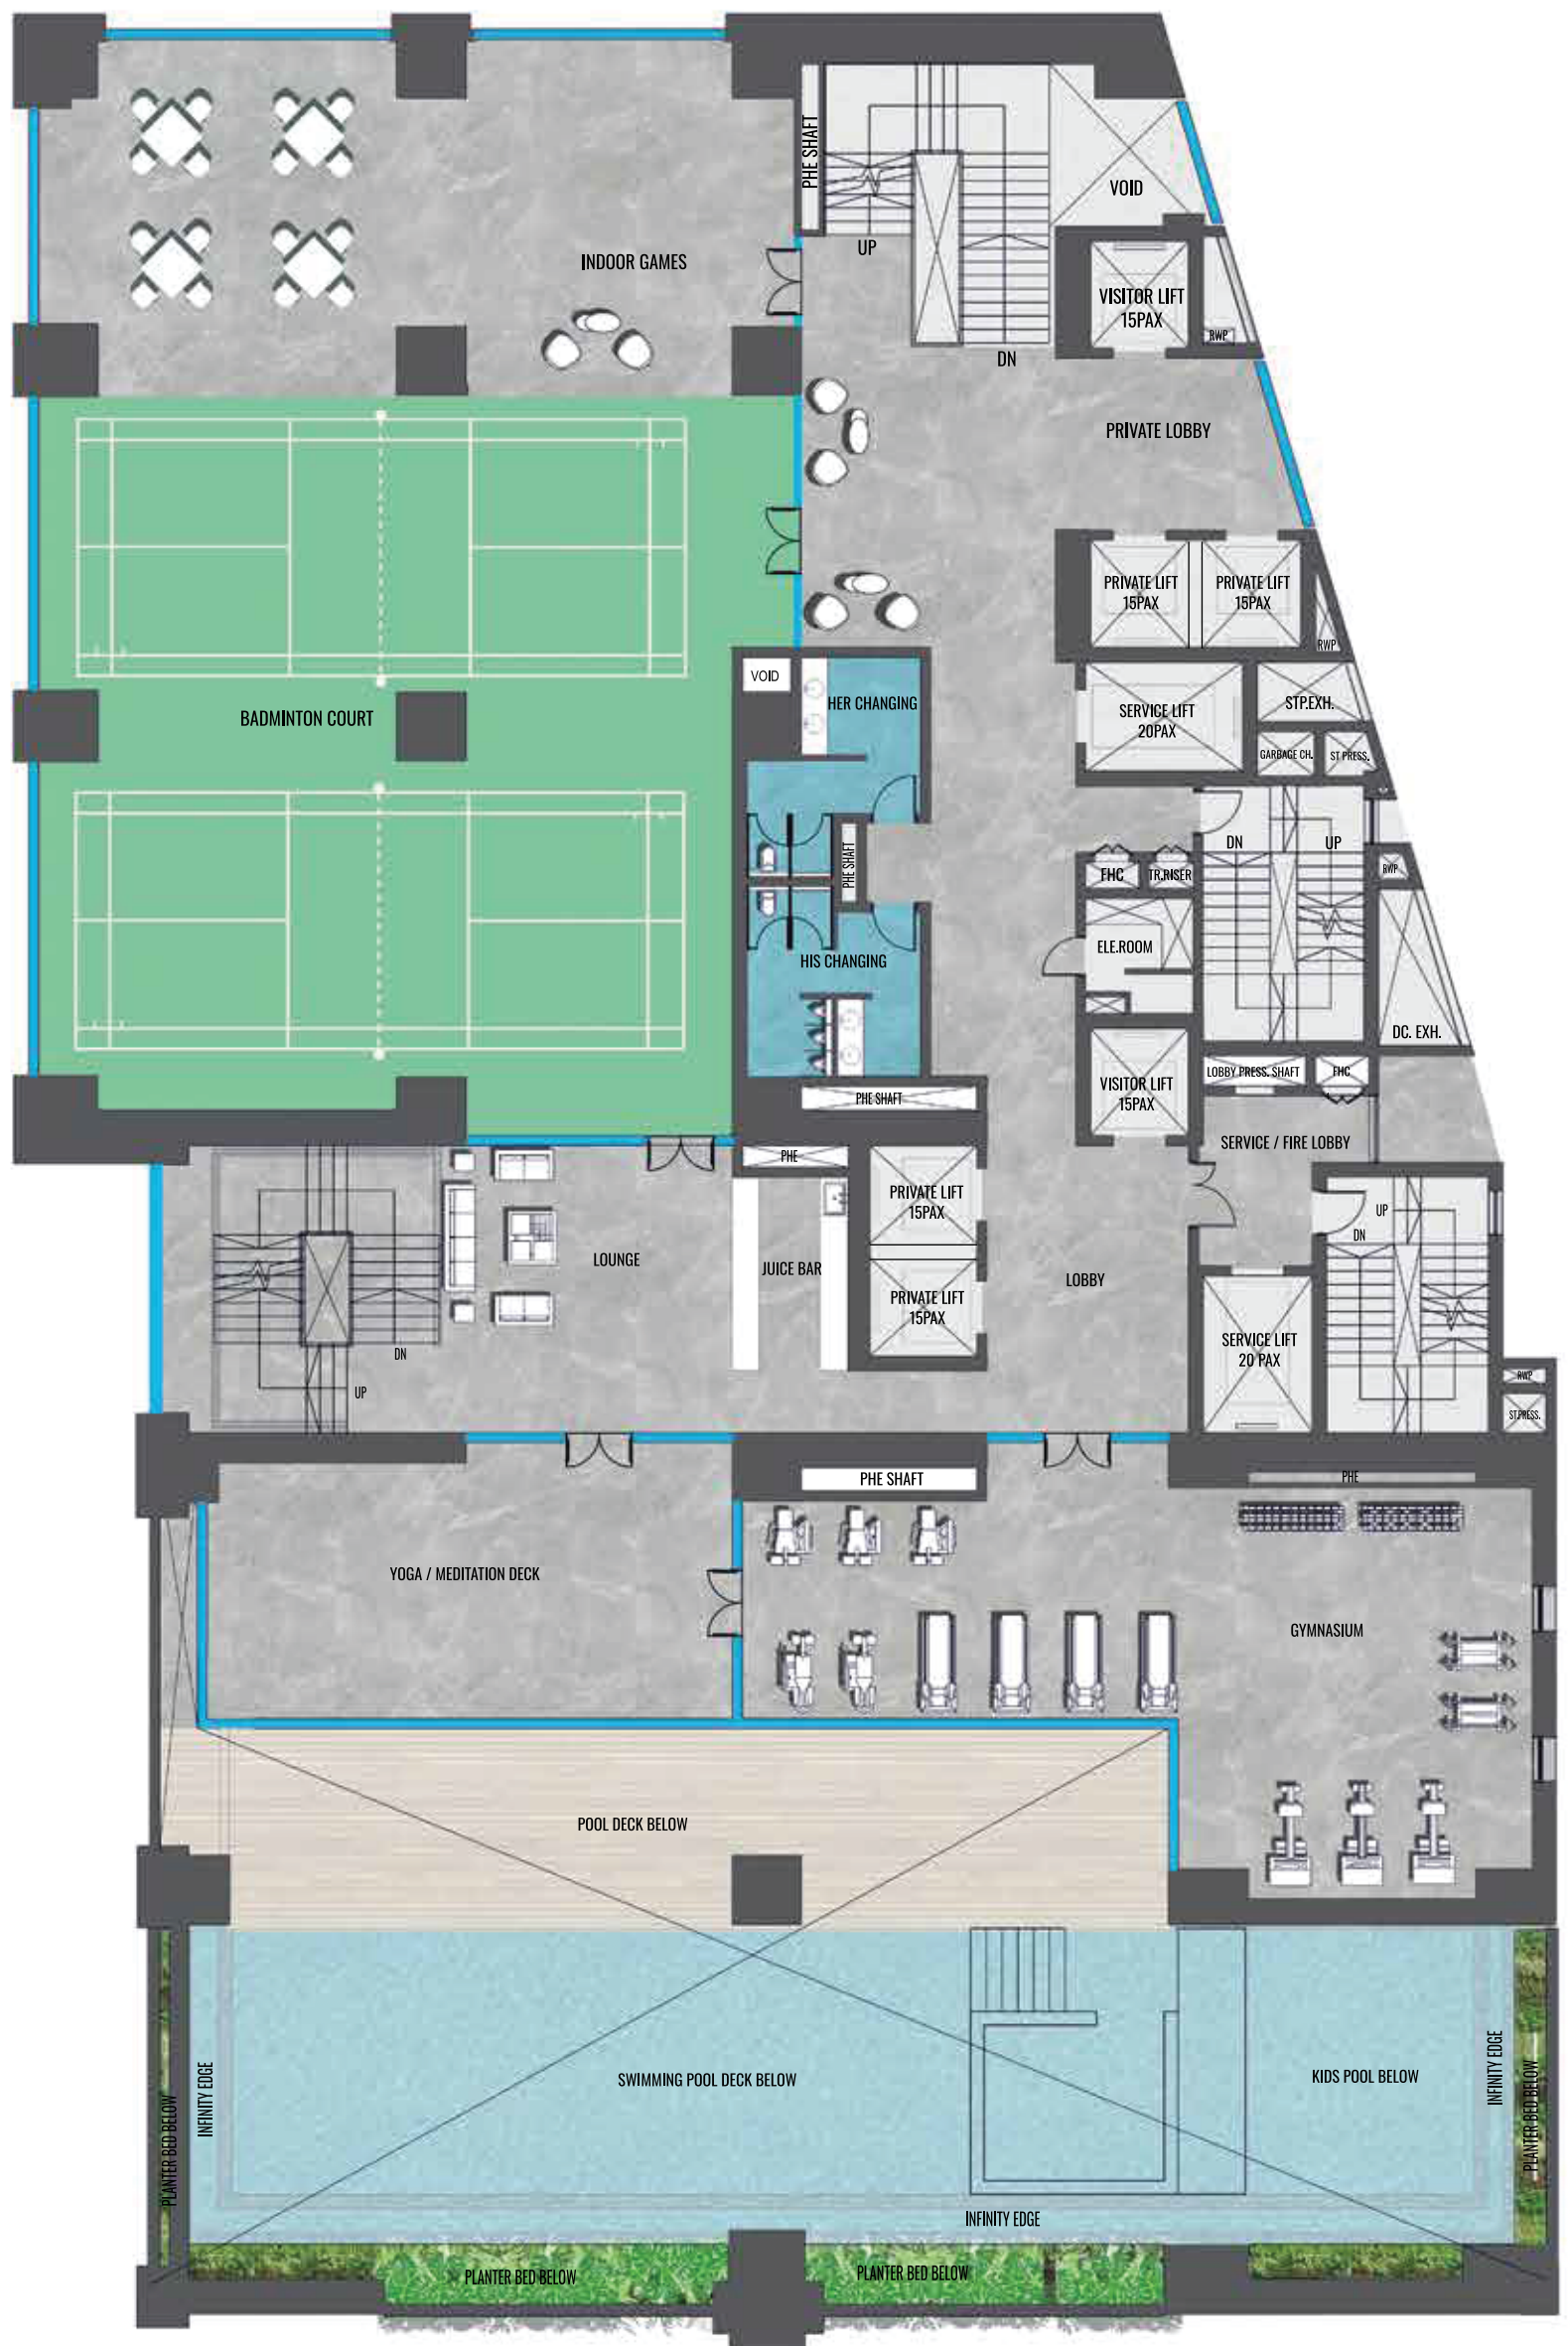 PHE SHAFT
VOID
UP
INDOOR GAMES
VISITOR LIFT
15PAX
RWP
DN
PRIVATE LOBBY
PRIVATE LIFT
15PAX
PRIVATE LIFT
15PAX
RWP
VOID
HER CHANGING
BADMINTON COURT
SERVICE LIFT
20PAX
STP.EXH.
GARBAGE CH.
ST PRESS.
DN
UP
PHE SHAFT
FHC
TR.RISER
RWP
ELE.ROOM
HIS CHANGING
DC. EXH.
LOBBY PRESS. SHAFT
FHC
VISITOR LIFT
15PAX
PHE SHAFT
SERVICE / FIRE LOBBY
PHE
PRIVATE LIFT
15PAX
UP
DN
LOUNGE
JUICE BAR
LOBBY
PRIVATE LIFT
15PAX
SERVICE LIFT
20 PAX
DN
UP
RWP
ST.PRESS.
PHE SHAFT
PHE
YOGA / MEDITATION DECK
GYMNASIUM
POOL DECK BELOW
SWIMMING POOL DECK BELOW
KIDS POOL BELOW
INFINITY EDGE
PLANTER BED BELOW
INFINITY EDGE
PLANTER BED BELOW
INFINITY EDGE
PLANTER BED BELOW
PLANTER BED BELOW